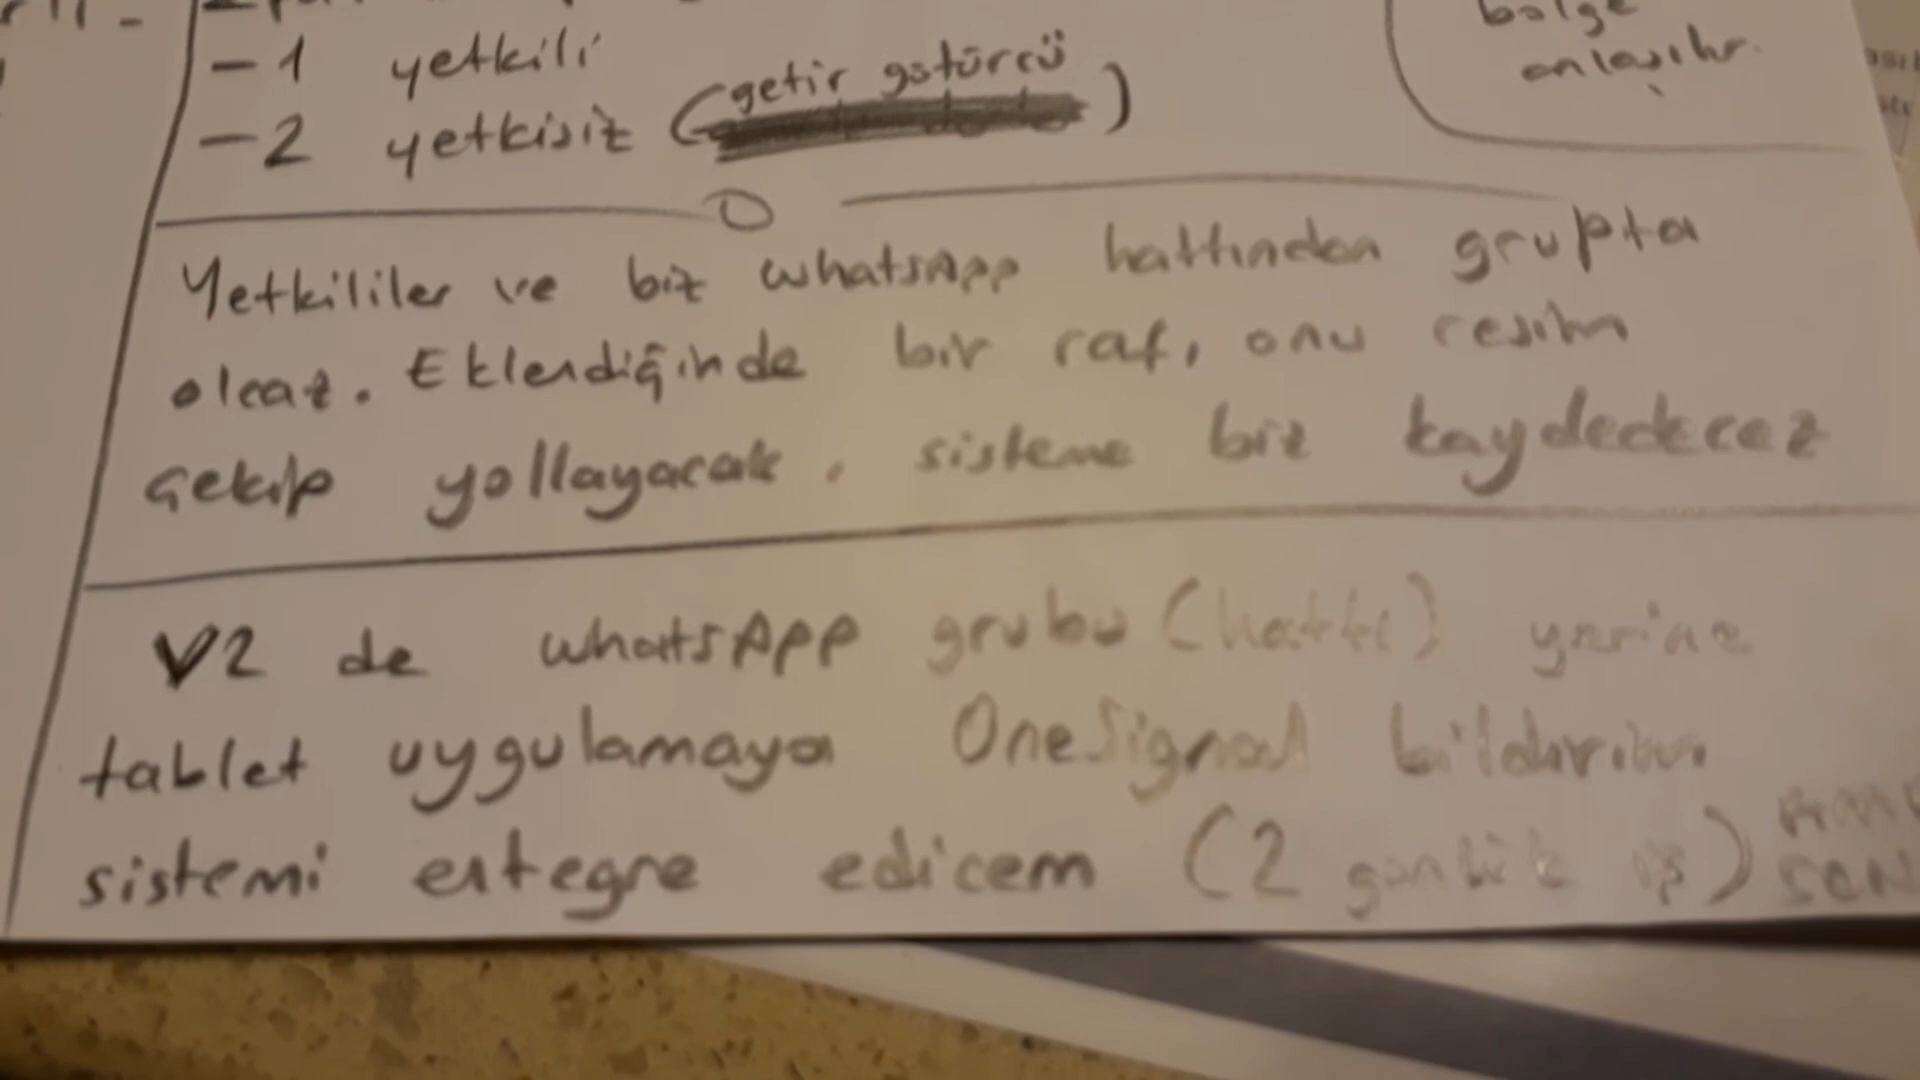 - 1 yetkili
- 2 yetkisiz (getir götürcü)
bölge
anlaşılır.
Yetkililer ve biz whatsApp hattından grupta
olcaz. Eklendiğinde bir raf, onu resim
çekip yollayacak, sisteme biz kaydedecez
V2 de whatsApp grubu (hattı) yerine
tablet uygulamaya OneSignal bildirim
sistemi entegre edicem (2 günlük iş)